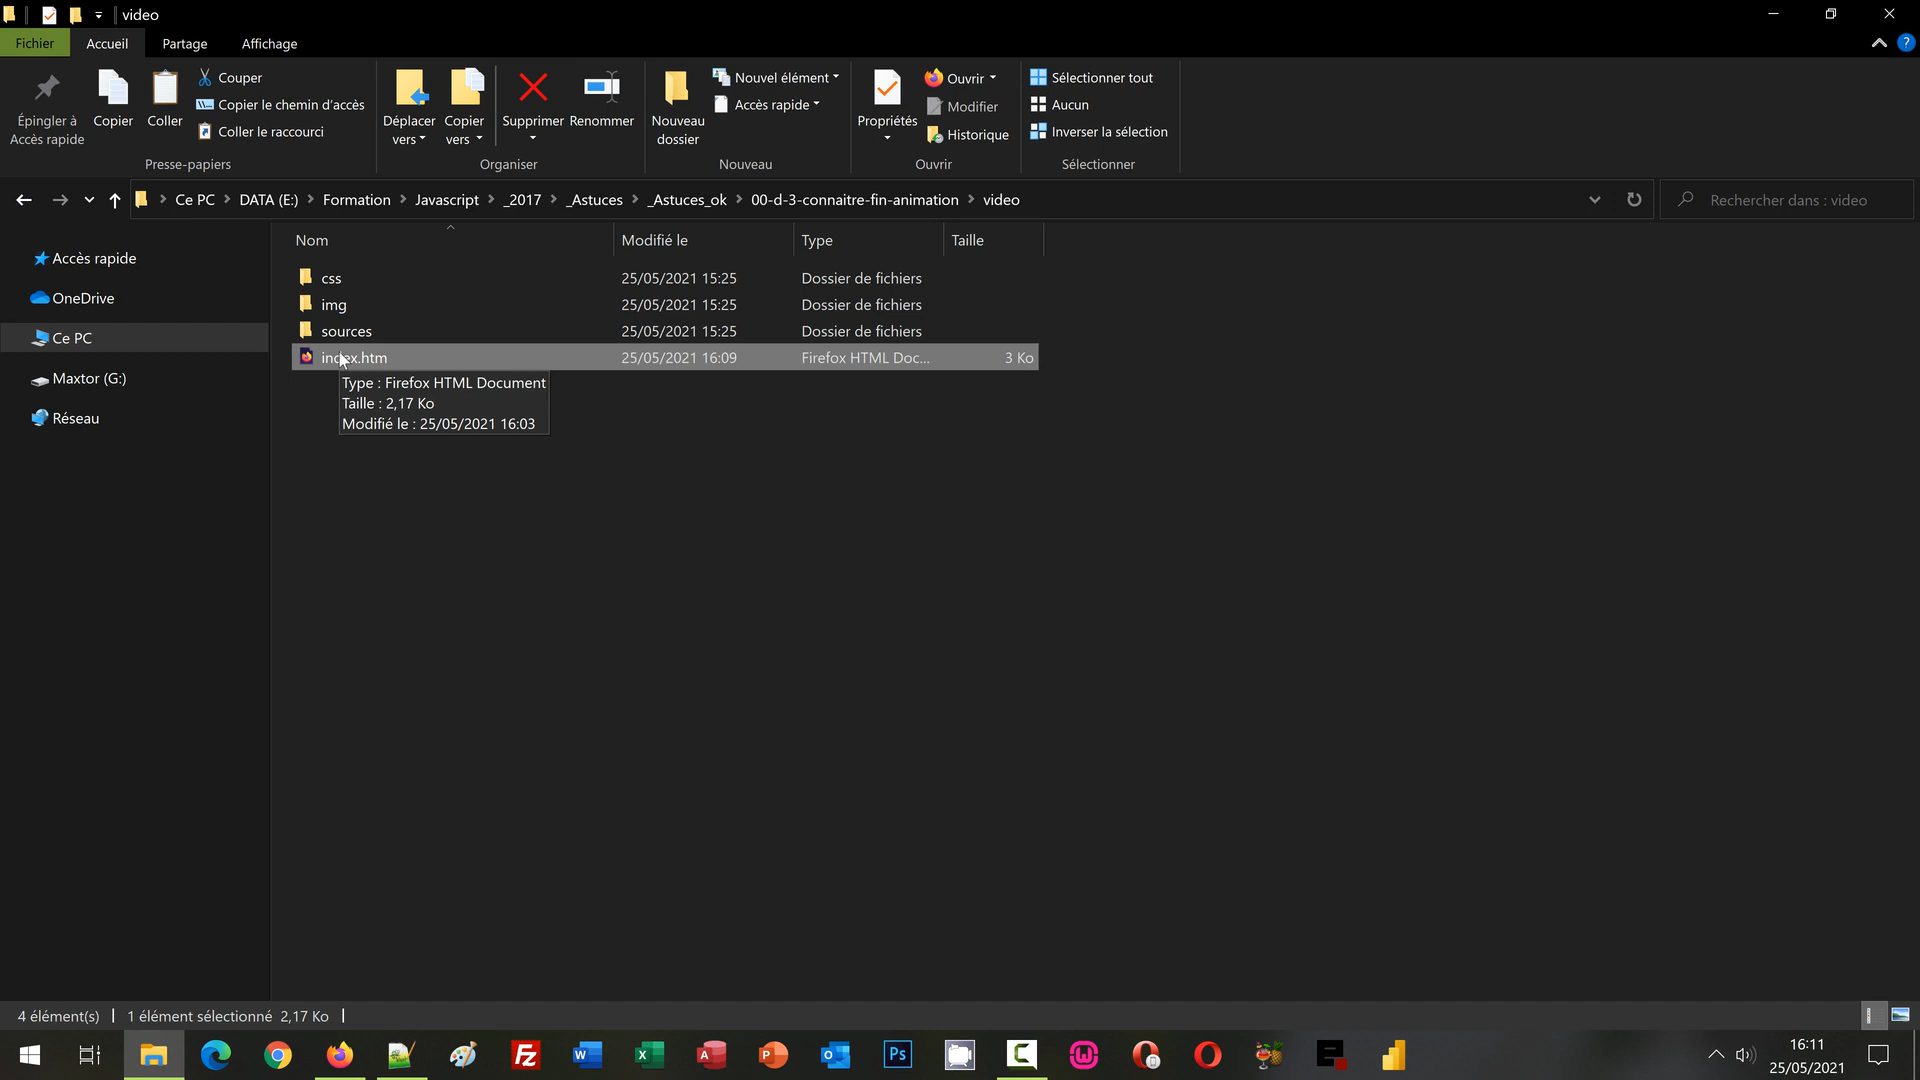 video
Fichier
Accueil
Partage
Affichage
?
Épingler à
Accès rapide
Copier
Coller
Couper
Copier le chemin d'accès
Coller le raccourci
Presse-papiers
Déplacer
vers
Copier
vers
Supprimer
Renommer
Organiser
Nouveau
dossier
Nouvel élément
Accès rapide
Nouveau
Propriétés
Ouvrir
Modifier
Historique
Ouvrir
Sélectionner tout
Aucun
Inverser la sélection
Sélectionner
Ce PC > DATA (E:) > Formation > Javascript > _2017 > _Astuces > _Astuces_ok > 00-d-3-connaitre-fin-animation > video
Rechercher dans : video
Accès rapide
OneDrive
Ce PC
Maxtor (G:)
Réseau
Nom Modifié le Type Taille
css 25/05/2021 15:25 Dossier de fichiers
img 25/05/2021 15:25 Dossier de fichiers
sources 25/05/2021 15:25 Dossier de fichiers
index.htm 25/05/2021 16:09 Firefox HTML Doc... 3 Ko
Type : Firefox HTML Document
Taille : 2,17 Ko
Modifié le : 25/05/2021 16:03
4 élément(s) 1 élément sélectionné 2,17 Ko
Fz W X A P O Ps C
16:11
25/05/2021